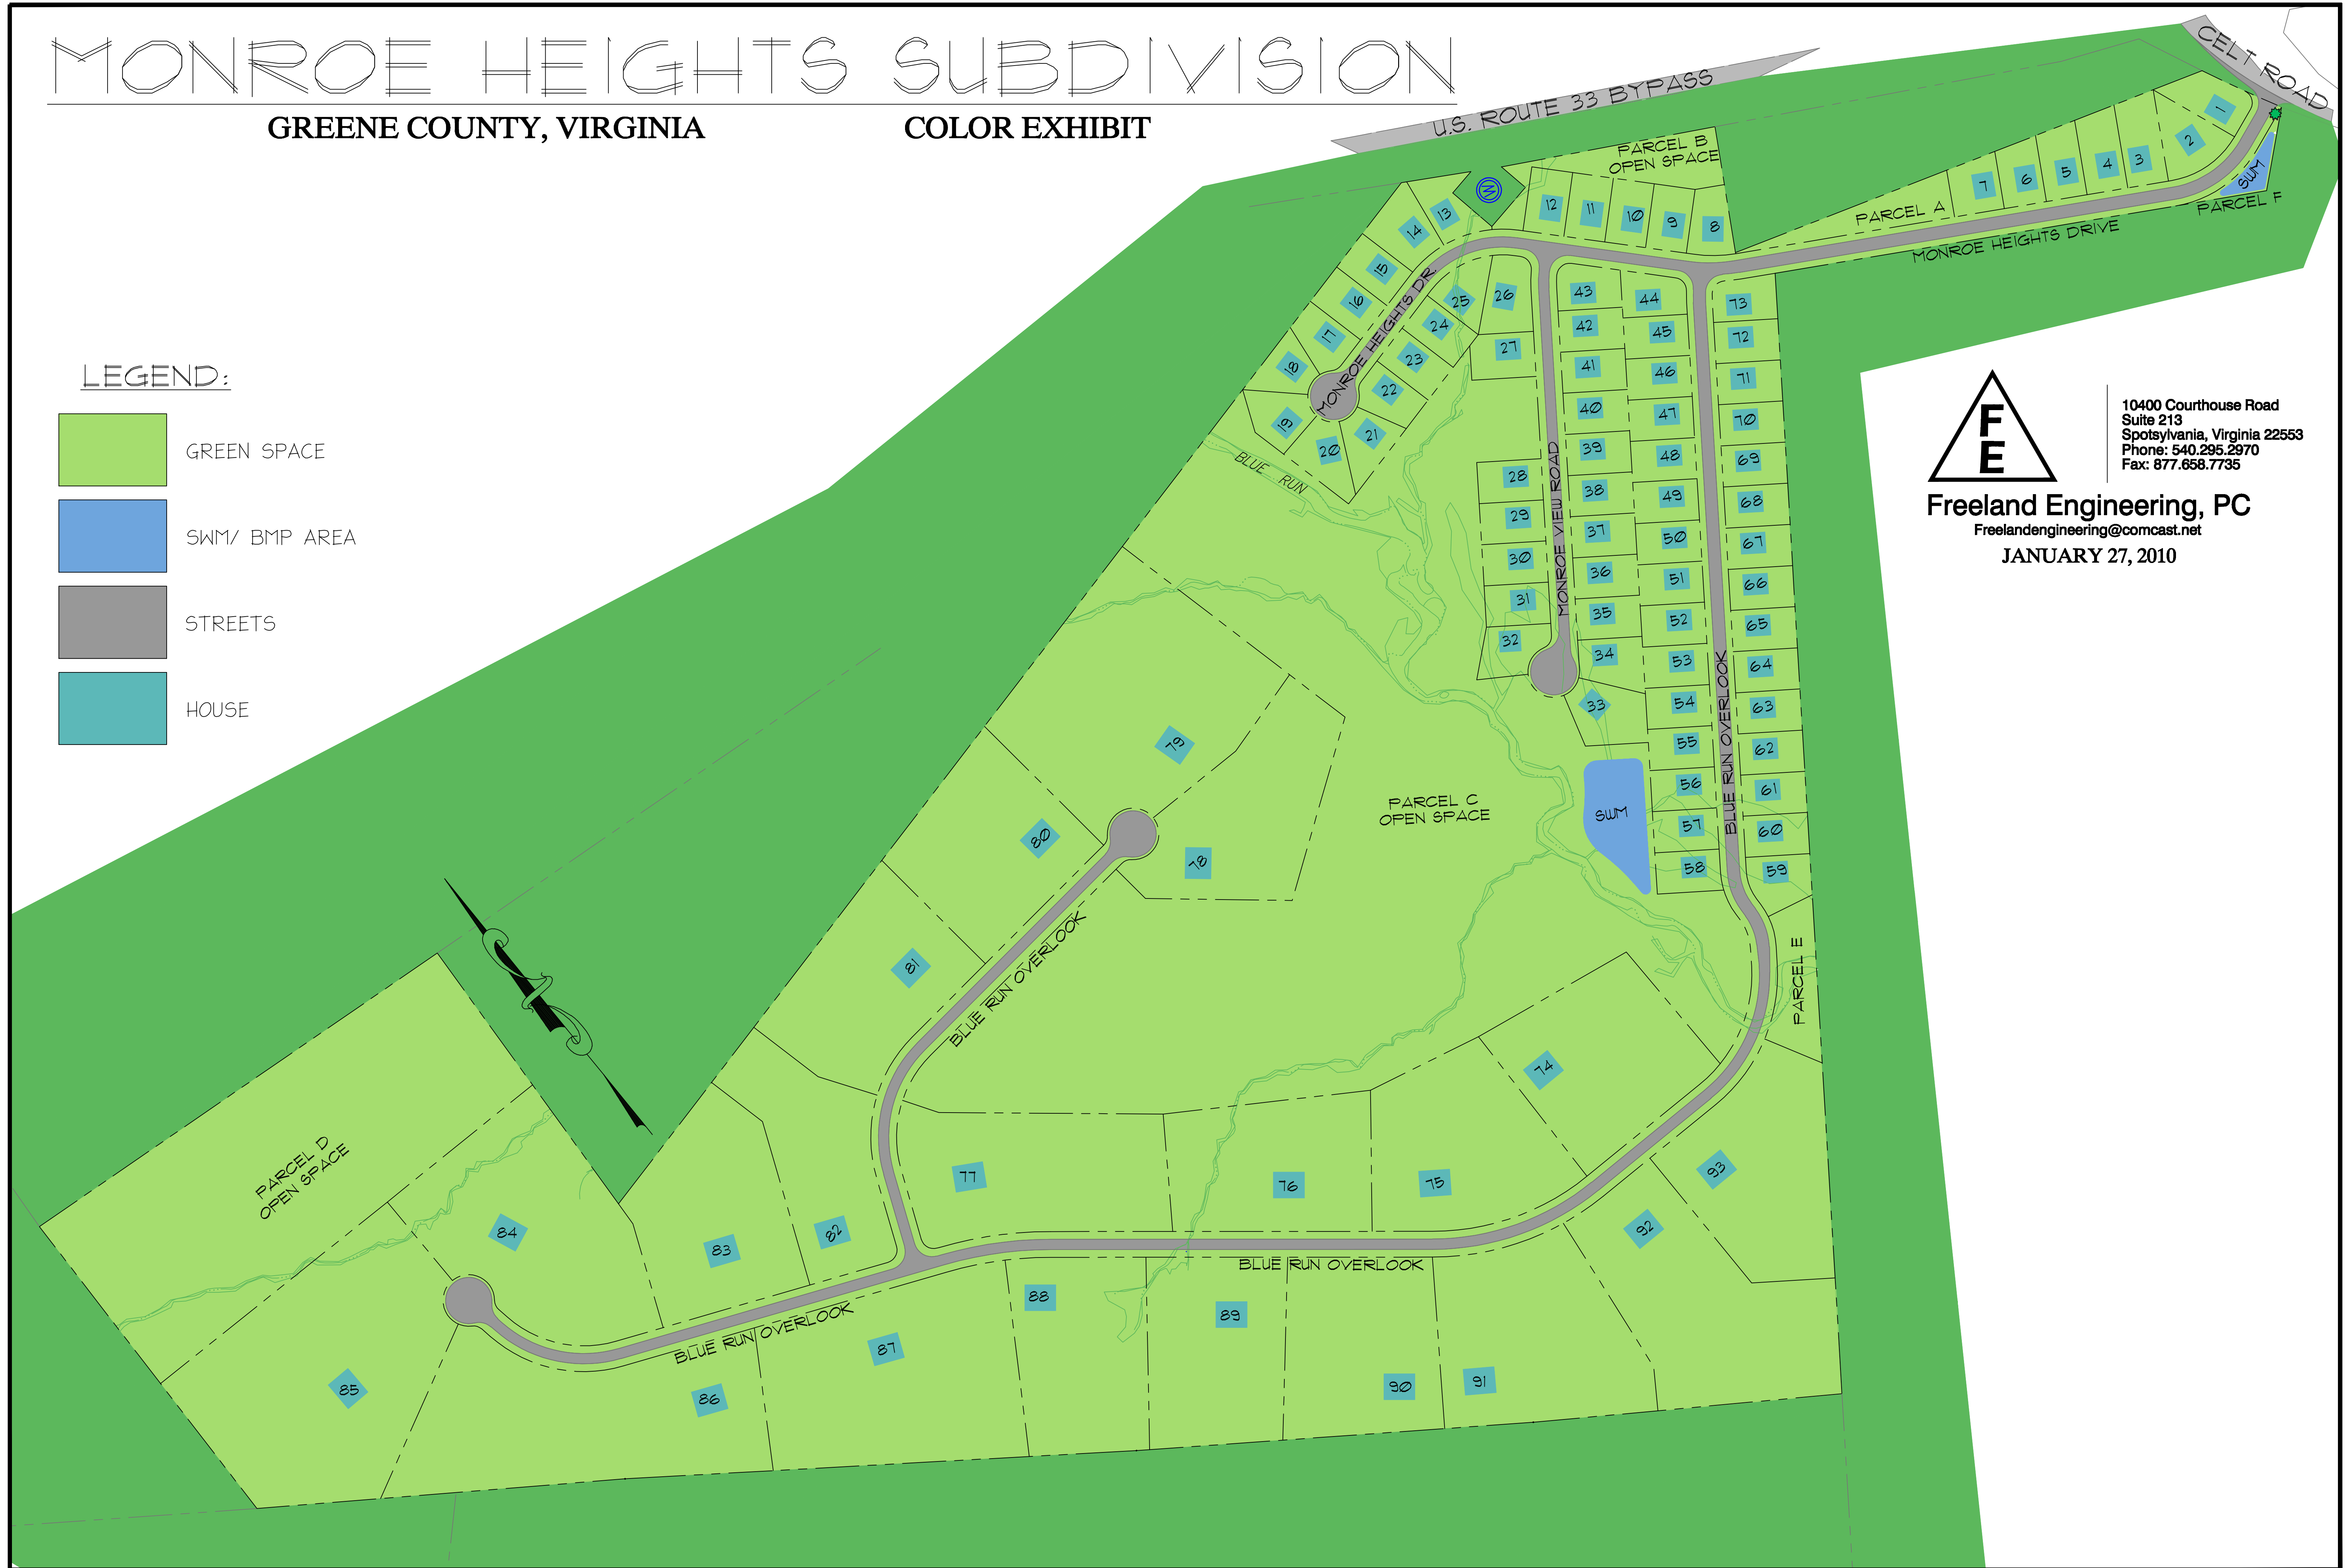 MONROE HEIGHTS SUBDIVISION
GREENE COUNTY, VIRGINIA
COLOR EXHIBIT
U.S. ROUTE 33 BYPASS
CELT ROAD
PARCEL B
OPEN SPACE
W
1
2
3
4
5
6
7
SWM
PARCEL F
PARCEL A
MONROE HEIGHTS DRIVE
8
9
10
11
12
13
14
15
16
17
18
19
20
21
22
23
24
25
26
27
MONROE HEIGHTS DR.
BLUE RUN
28
29
30
31
32
33
34
35
36
37
38
39
40
41
42
43
MONROE VIEW ROAD
44
45
46
47
48
49
50
51
52
53
54
55
56
57
58
BLUE RUN OVERLOOK
59
60
61
62
63
64
65
66
67
68
69
70
71
72
73
LEGEND:
GREEN SPACE
SWM/ BMP AREA
STREETS
HOUSE
F
E
10400 Courthouse Road
Suite 213
Spotsylvania, Virginia 22553
Phone: 540.295.2970
Fax: 877.658.7735
Freeland Engineering, PC
Freelandengineering@comcast.net
JANUARY 27, 2010
PARCEL C
OPEN SPACE
SWM
PARCEL E
74
75
76
77
78
79
80
81
BLUE RUN OVERLOOK
82
83
84
PARCEL D
OPEN SPACE
85
86
87
88
89
90
91
92
93
BLUE RUN OVERLOOK
BLUE RUN OVERLOOK